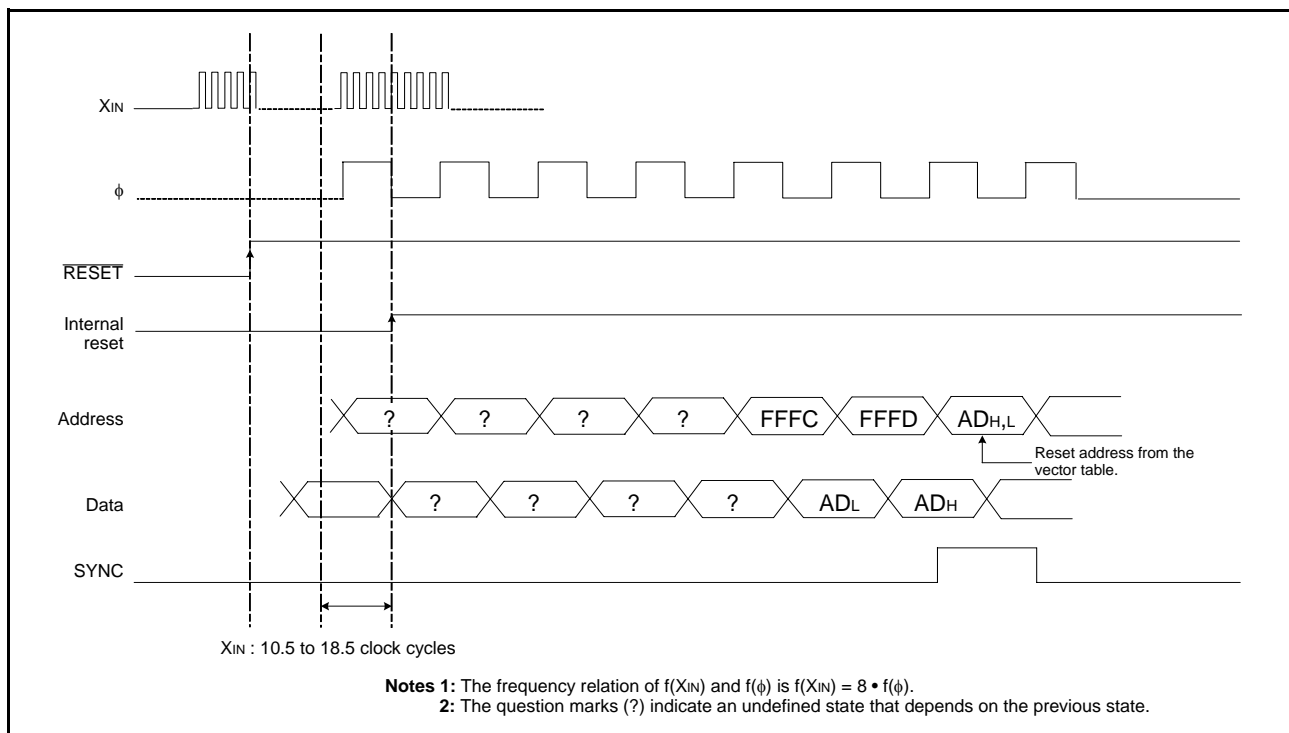 XIN
ϕ
RESET
Internal
reset
Address
? ? ? ? FFFC FFFD ADH,L
Reset address from the
vector table.
Data
? ? ? ? ADL ADH
SYNC
XIN : 10.5 to 18.5 clock cycles
Notes 1: The frequency relation of f(XIN) and f(ϕ) is f(XIN) = 8 • f(ϕ).
2: The question marks (?) indicate an undefined state that depends on the previous state.